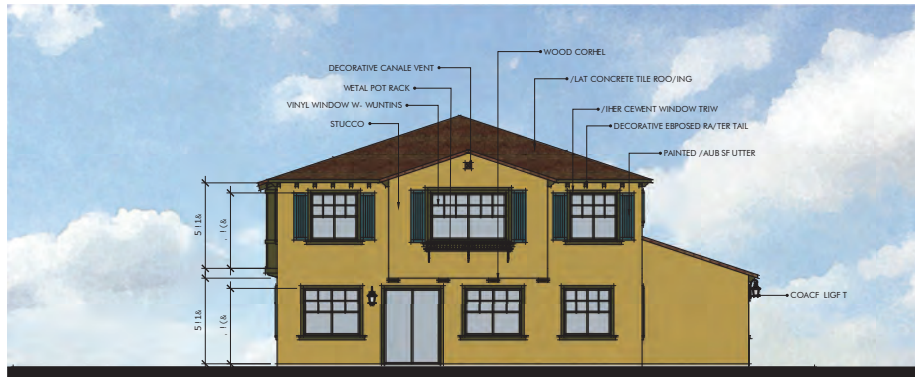 WOOD CORHEL
DECORATIVE CANALE VENT
/LAT CONCRETE TILE ROO/ING
WETAL POT RACK
VINYL WINDOW W- WUNTINS
/IHER CEWENT WINDOW TRIW
STUCCO
DECORATIVE EBPOSED RA/TER TAIL
PAINTED /AUB SF UTTER
COACF LIGF T